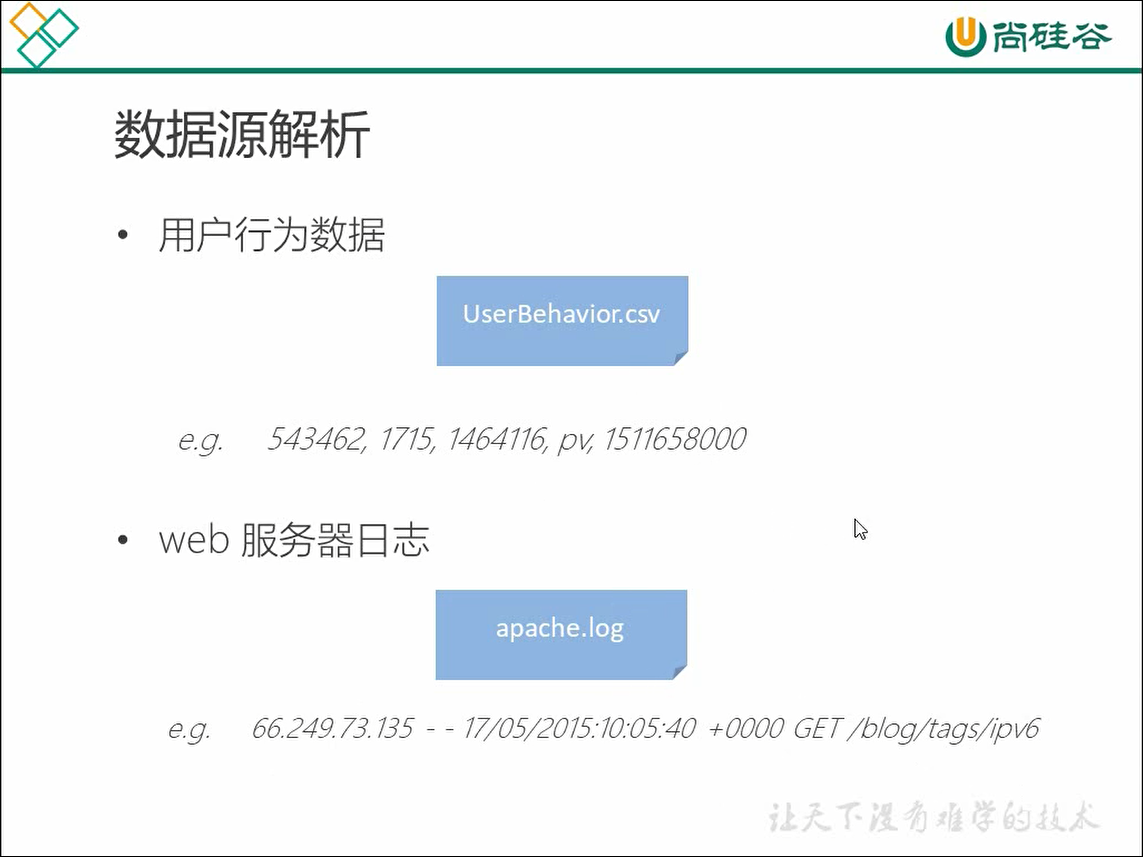 尚硅谷
数据源解析
• 用户行为数据
UserBehavior.csv
e.g. 543462, 1715, 1464116, pv, 1511658000
• web 服务器日志
apache.log
e.g. 66.249.73.135 - - 17/05/2015:10:05:40 +0000 GET /blog/tags/ipv6
让天下没有难学的技术